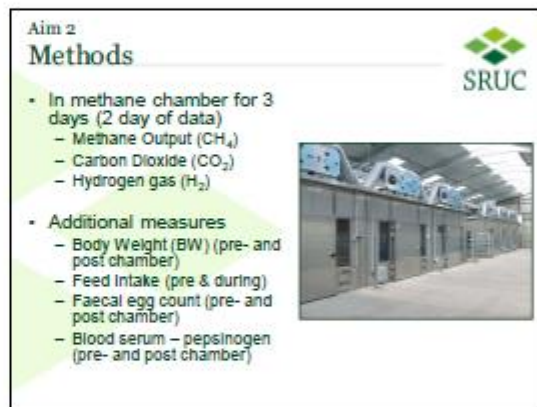 Aim 2
Methods
SRUC
• In methane chamber for 3
days (2 day of data)
– Methane Output (CH₄)
– Carbon Dioxide (CO₂)
– Hydrogen gas (H₂)
• Additional measures
– Body Weight (BW) (pre- and
post chamber)
– Feed Intake (pre & during)
– Faecal egg count (pre- and
post chamber)
– Blood serum – pepsinogen
(pre- and post chamber)